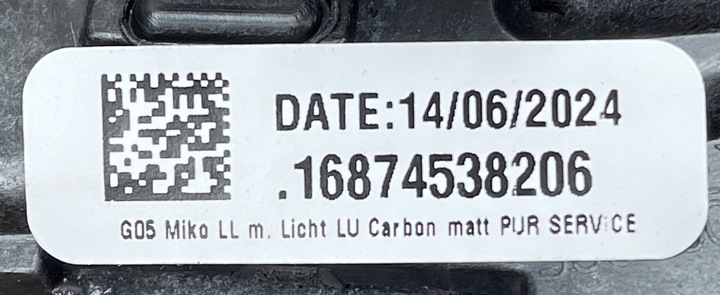 DATE:14/06/2024
.16874538206
G05 Miko LL m. Licht LU Carbon matt PUR SERVICE